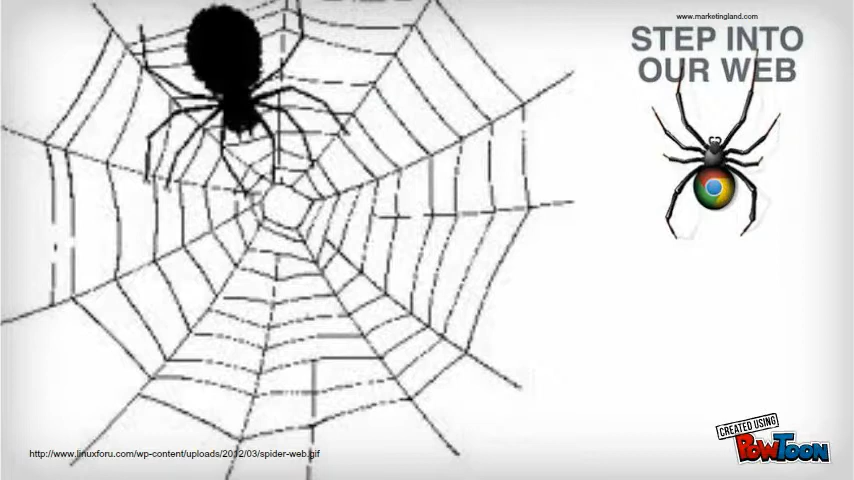 www.marketingland.com
STEP INTO
OUR WEB
CREATED USING
POWTOON
http://www.linuxforu.com/wp-content/uploads/2012/03/spider-web.gif